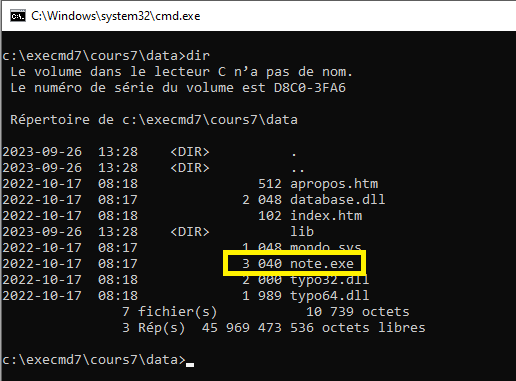 C:\Windows\system32\cmd.exe
c:\execmd7\cours7\data>dir
Le volume dans le lecteur C n’a pas de nom.
Le numéro de série du volume est D8C0-3FA6
Répertoire de c:\execmd7\cours7\data
2023-09-26  13:28    <DIR>          .
2023-09-26  13:28    <DIR>          ..
2022-10-17  08:18               512 apropos.htm
2022-10-17  08:18             2 048 database.dll
2022-10-17  08:18               102 index.htm
2023-09-26  13:28    <DIR>          lib
2022-10-17  08:17             1 048 mondo.sys
2022-10-17  08:17             3 040 note.exe
2022-10-17  08:17             2 000 typo32.dll
2022-10-17  08:17             1 989 typo64.dll
7 fichier(s)           10 739 octets
3 Rép(s)  45 969 473 536 octets libres
c:\execmd7\cours7\data>